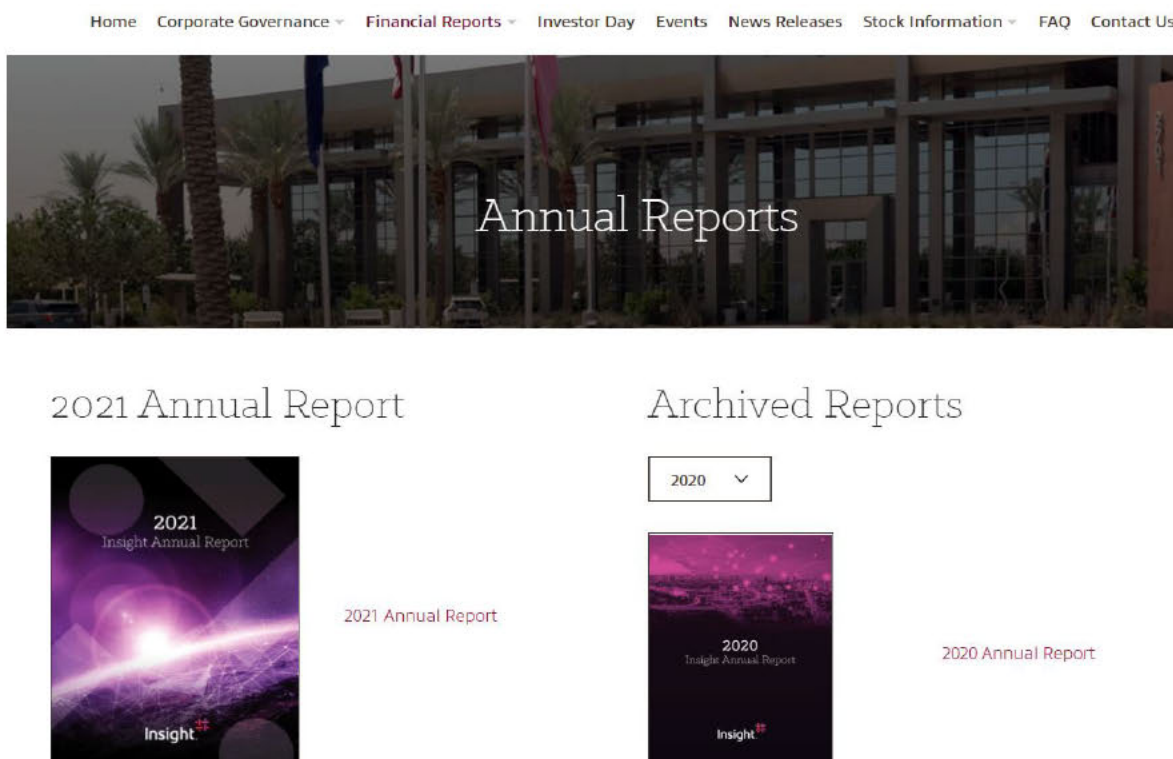 Home Corporate Governance Financial Reports Investor Day Events News Releases Stock Information FAQ Contact Us
Annual Reports
2021 Annual Report
2021
Insight Annual Report
Insight
2021 Annual Report
Archived Reports
2020
2020
Insight Annual Report
Insight
2020 Annual Report